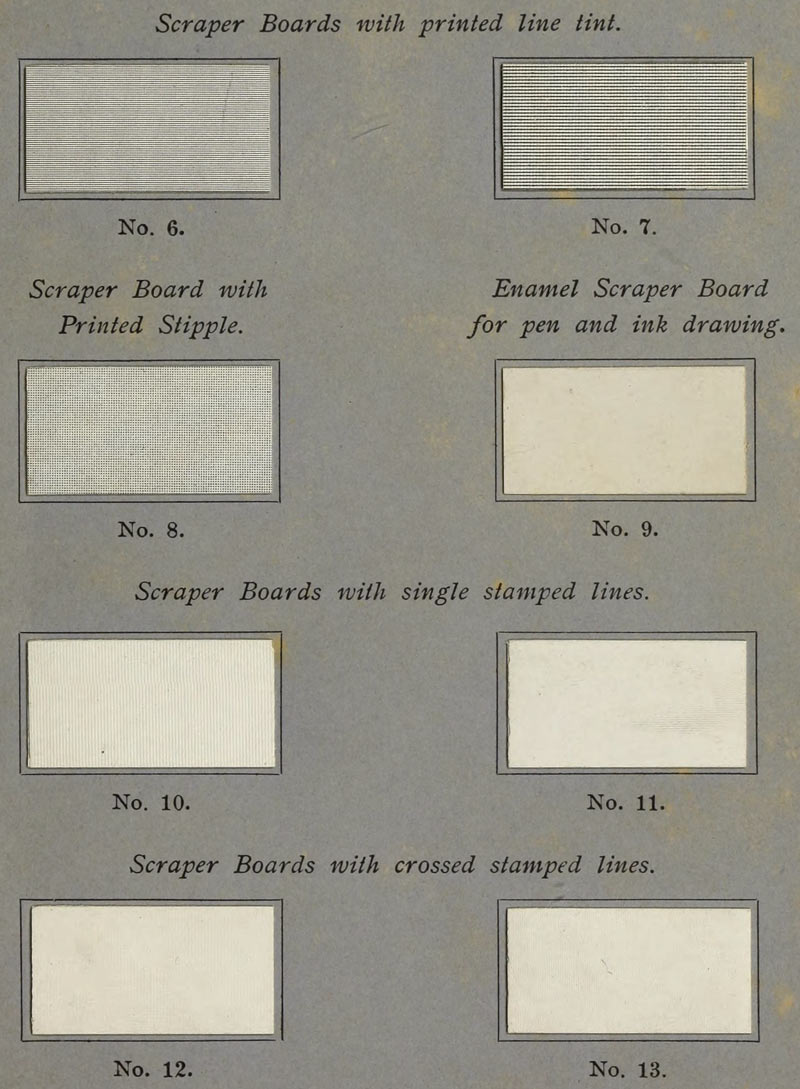 Scraper Boards with printed line tint.
No. 6.
No. 7.
Scraper Board with
Printed Stipple.
Enamel Scraper Board
for pen and ink drawing.
No. 8.
No. 9.
Scraper Boards with single stamped lines.
No. 10.
No. 11.
Scraper Boards with crossed stamped lines.
No. 12.
No. 13.